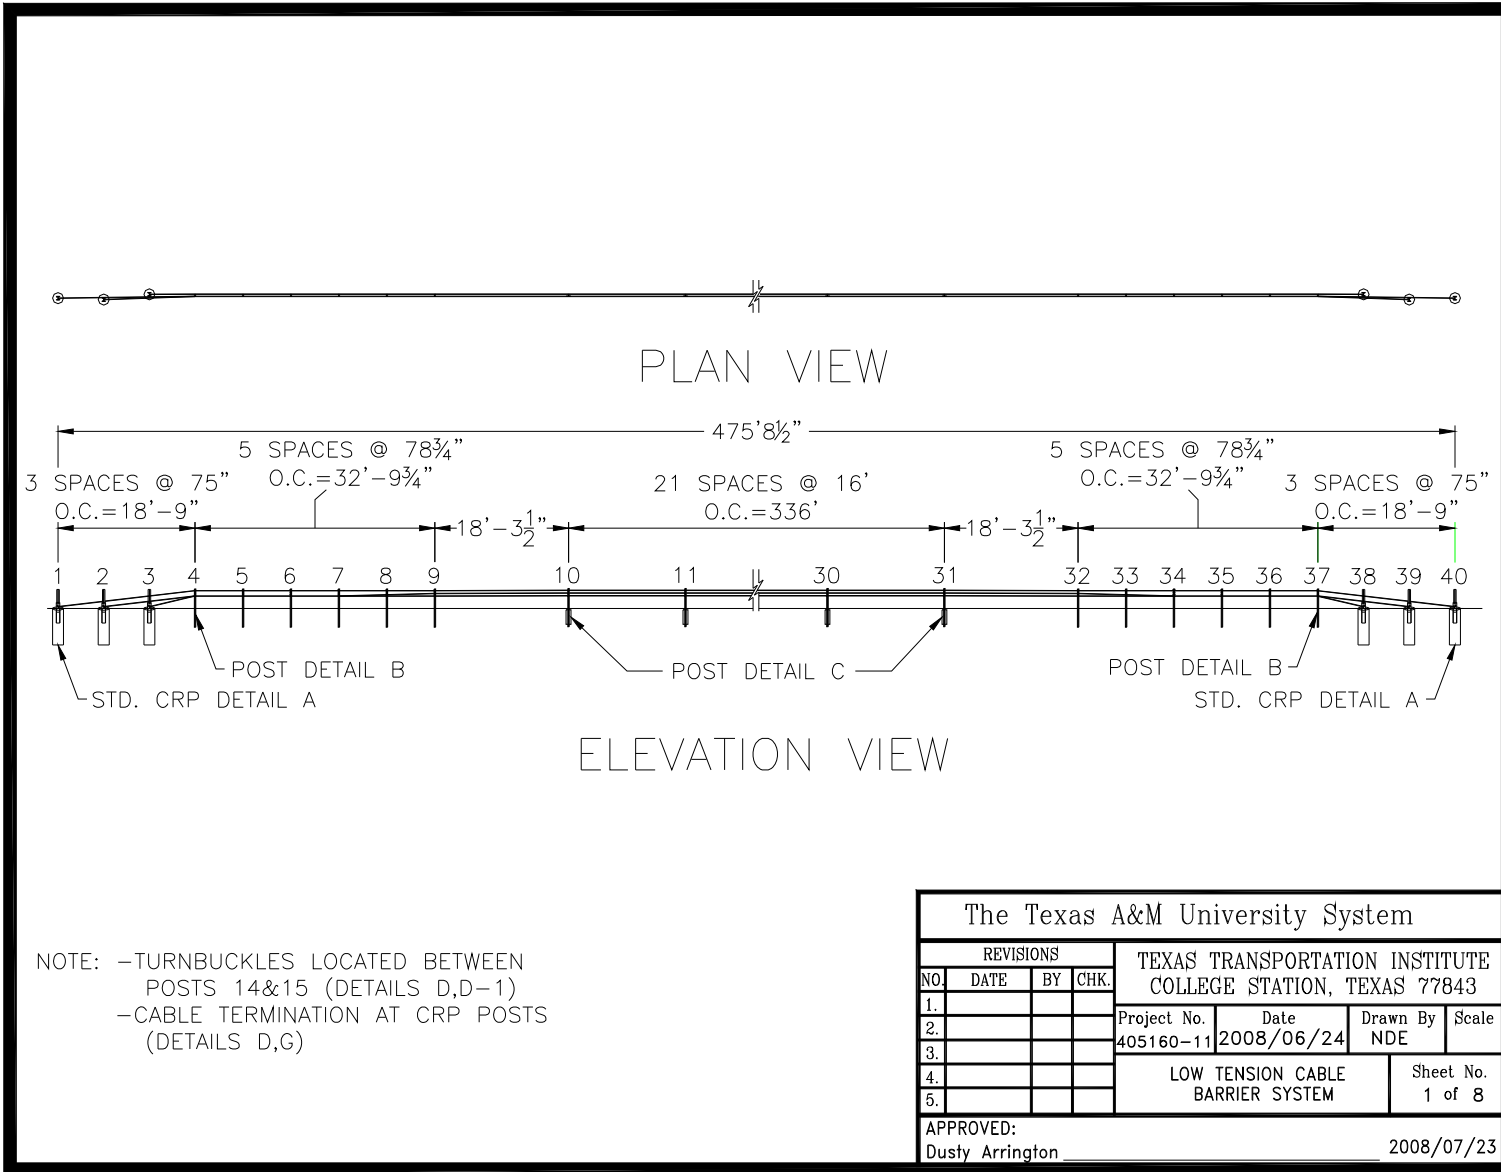 PLAN VIEW
475'8½"
5 SPACES @ 78¾"
O.C.=32'-9¾"
5 SPACES @ 78¾"
O.C.=32'-9¾"
3 SPACES @ 75"
O.C.=18'-9"
21 SPACES @ 16'
O.C.=336'
3 SPACES @ 75"
O.C.=18'-9"
18'-3½"
18'-3½"
1 2 3 4 5 6 7 8 9 10 11 30 31 32 33 34 35 36 37 38 39 40
POST DETAIL B
POST DETAIL C
POST DETAIL B
STD. CRP DETAIL A
STD. CRP DETAIL A
ELEVATION VIEW
NOTE: -TURNBUCKLES LOCATED BETWEEN
POSTS 14&15 (DETAILS D,D-1)
-CABLE TERMINATION AT CRP POSTS
(DETAILS D,G)
The Texas A&M University System
REVISIONS
NO. DATE BY CHK.
1.
2.
3.
4.
5.
TEXAS TRANSPORTATION INSTITUTE
COLLEGE STATION, TEXAS 77843
Project No. Date Drawn By Scale
405160-11 2008/06/24 NDE
LOW TENSION CABLE
BARRIER SYSTEM
Sheet No.
1 of 8
APPROVED:
Dusty Arrington 2008/07/23